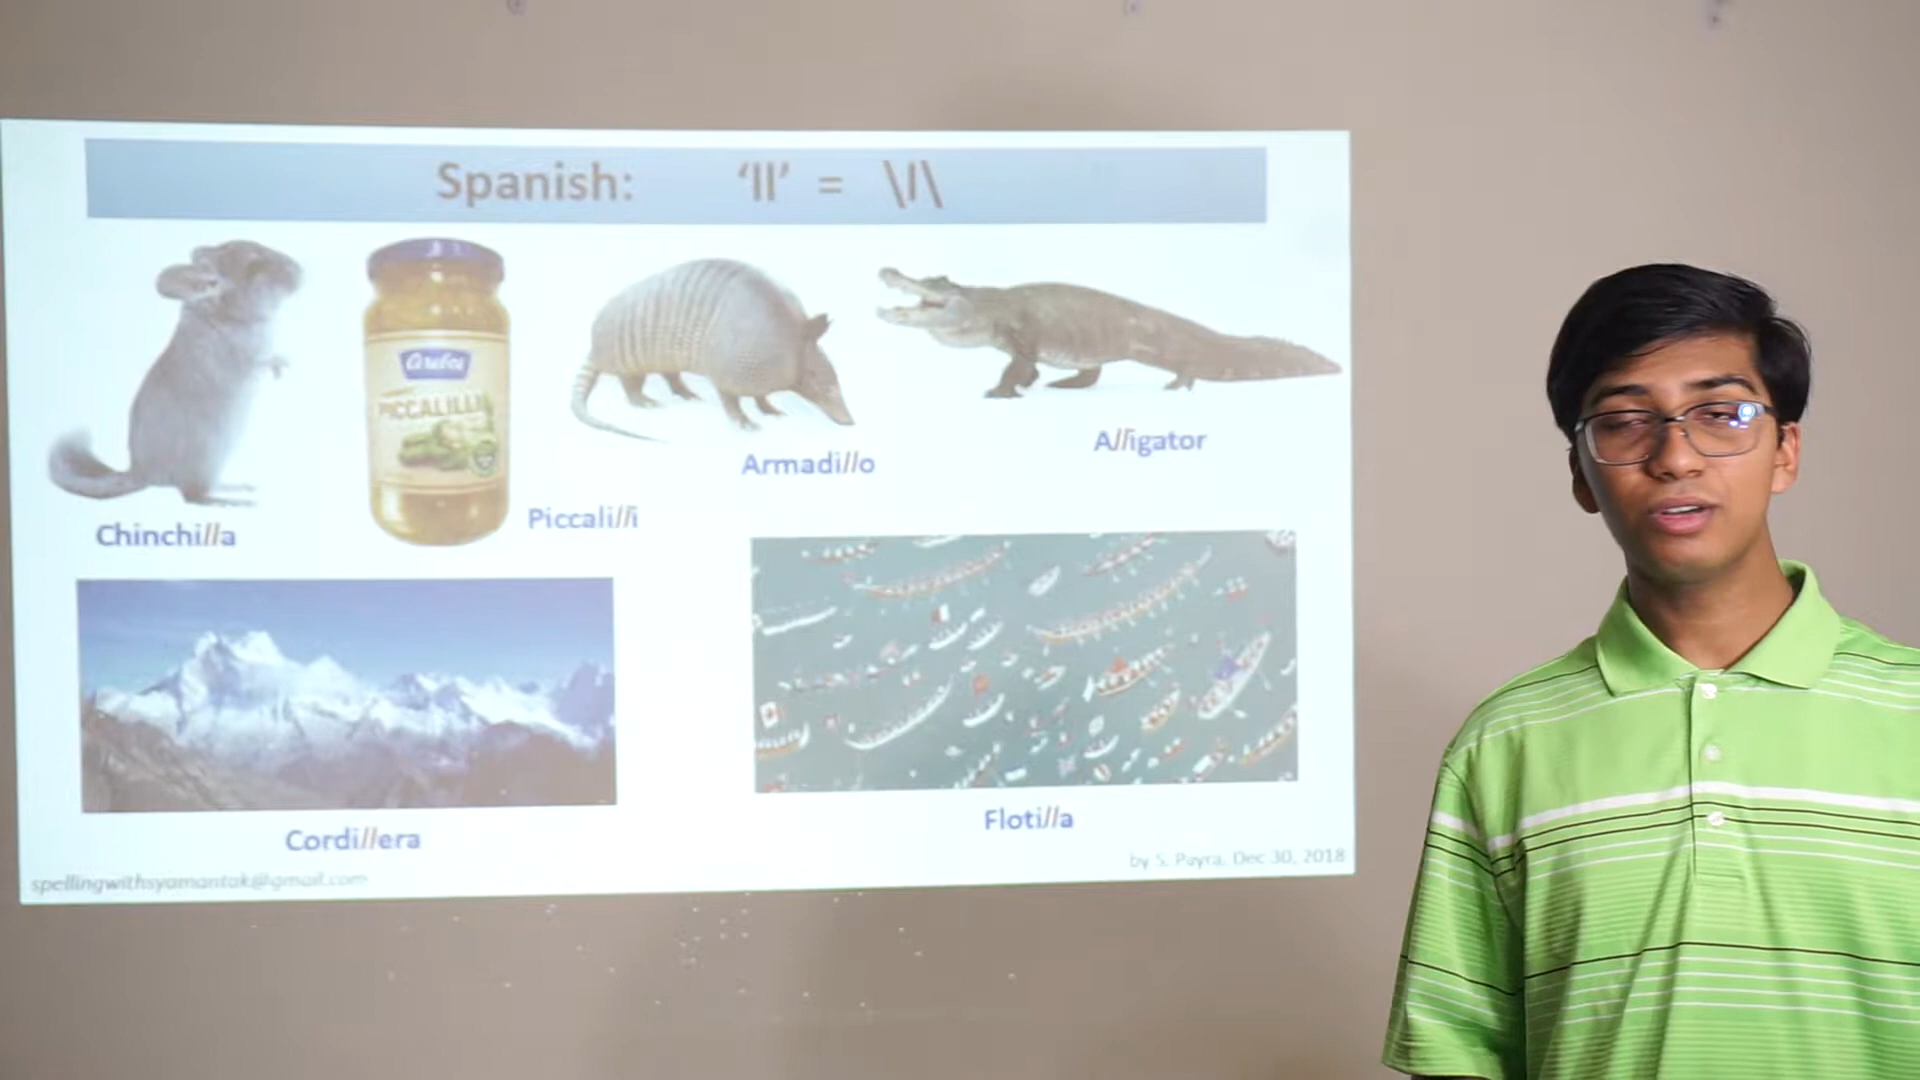 Spanish: 'll' = \l\
PICCALILLI
Alligator
Armadillo
Piccalilli
Chinchilla
Flotilla
Cordillera
by S. Payra, Dec 30, 2018
spellingwithsyamantak@gmail.com